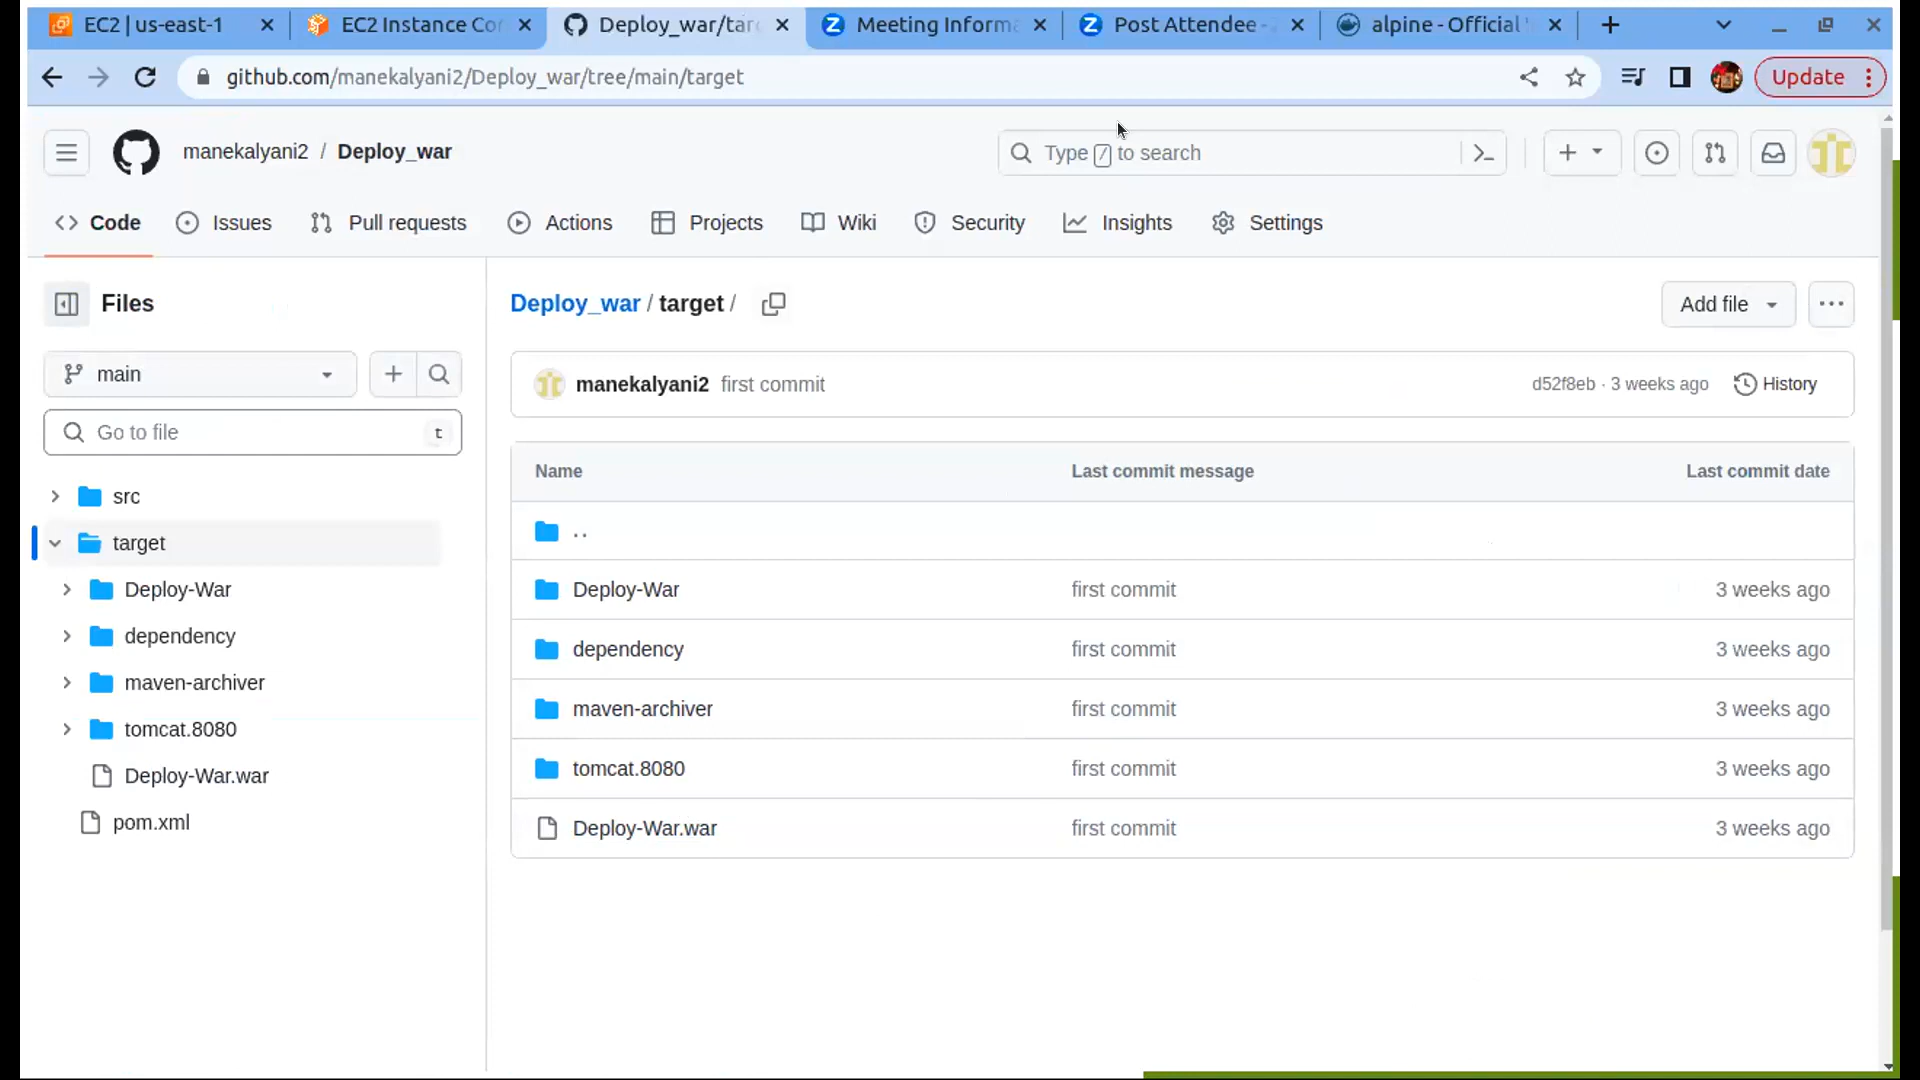 EC2 | us-east-1
EC2 Instance Con
Deploy_war/targ
Meeting Informa
Post Attendee -
alpine - Official
github.com/manekalyani2/Deploy_war/tree/main/target
Update
manekalyani2 / Deploy_war
Type / to search
Code
Issues
Pull requests
Actions
Projects
Wiki
Security
Insights
Settings
Files
Deploy_war / target /
Add file
main
manekalyani2 first commit
d52f8eb · 3 weeks ago
History
Go to file
t
Name
Last commit message
Last commit date
src
..
target
Deploy-War
Deploy-War
first commit
3 weeks ago
dependency
dependency
first commit
3 weeks ago
maven-archiver
maven-archiver
first commit
3 weeks ago
tomcat.8080
tomcat.8080
first commit
3 weeks ago
Deploy-War.war
Deploy-War.war
first commit
3 weeks ago
pom.xml